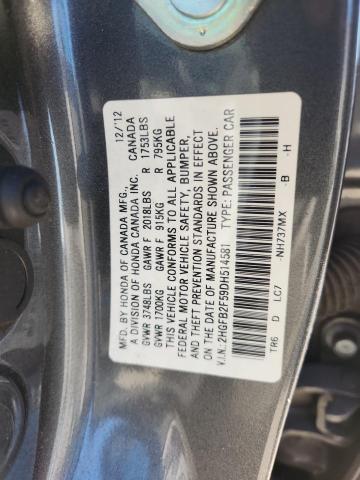 MFD. BY HONDA OF CANADA MFG., 12/'12
A DIVISION OF HONDA CANADA INC. CANADA
GVWR 3748LBS GAWR F 2018LBS R 1753LBS
GVWR 1700KG GAWR F 915KG R 795KG
THIS VEHICLE CONFORMS TO ALL APPLICABLE
FEDERAL MOTOR VEHICLE SAFETY, BUMPER,
AND THEFT PREVENTION STANDARDS IN EFFECT
ON THE DATE OF MANUFACTURE SHOWN ABOVE.
V.I.N.: 2HGFB2F59DH514581 TYPE: PASSENGER CAR
TR6 D LC7 -NH737MX -B -H